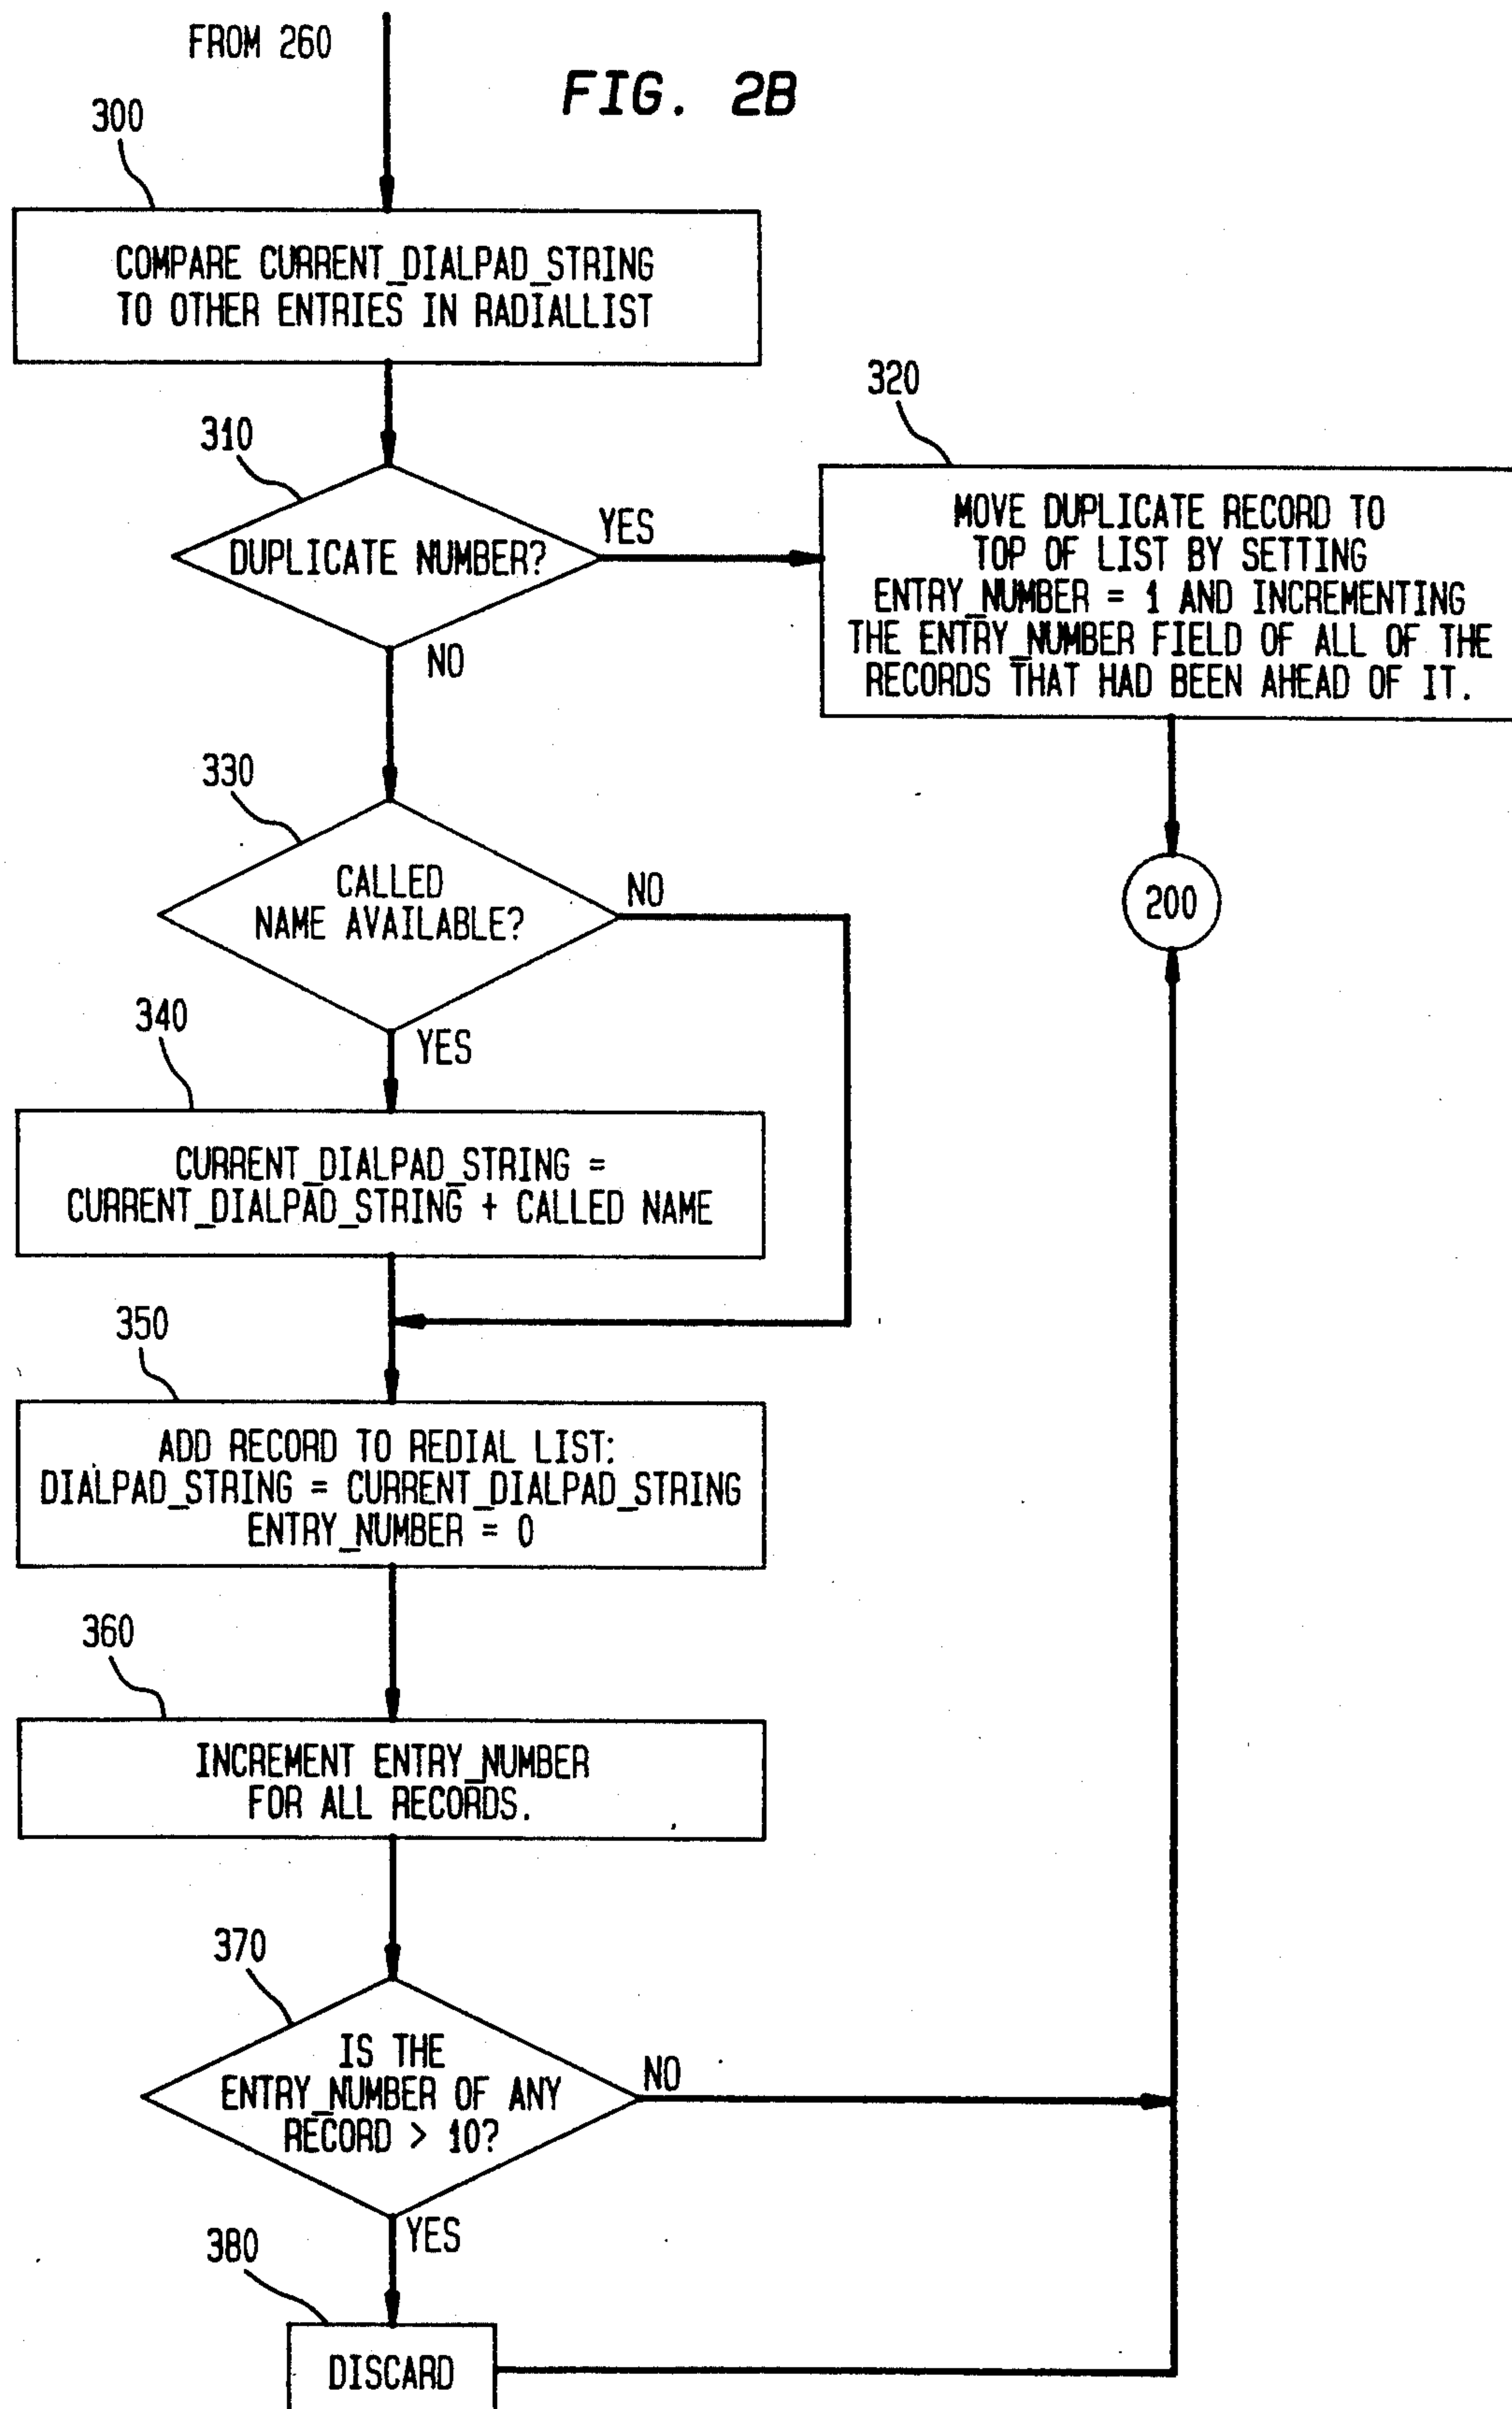 FROM 260
FIG. 2B
300
COMPARE CURRENT_DIALPAD_STRING
TO OTHER ENTRIES IN RADIALLIST
310
DUPLICATE NUMBER?
YES
NO
320
MOVE DUPLICATE RECORD TO
TOP OF LIST BY SETTING
ENTRY_NUMBER = 1 AND INCREMENTING
THE ENTRY_NUMBER FIELD OF ALL OF THE
RECORDS THAT HAD BEEN AHEAD OF IT.
200
330
CALLED
NAME AVAILABLE?
NO
YES
340
CURRENT_DIALPAD_STRING =
CURRENT_DIALPAD_STRING + CALLED NAME
350
ADD RECORD TO REDIAL LIST:
DIALPAD_STRING = CURRENT_DIALPAD_STRING
ENTRY_NUMBER = 0
360
INCREMENT ENTRY_NUMBER
FOR ALL RECORDS.
370
IS THE
ENTRY_NUMBER OF ANY
RECORD > 10?
NO
YES
380
DISCARD